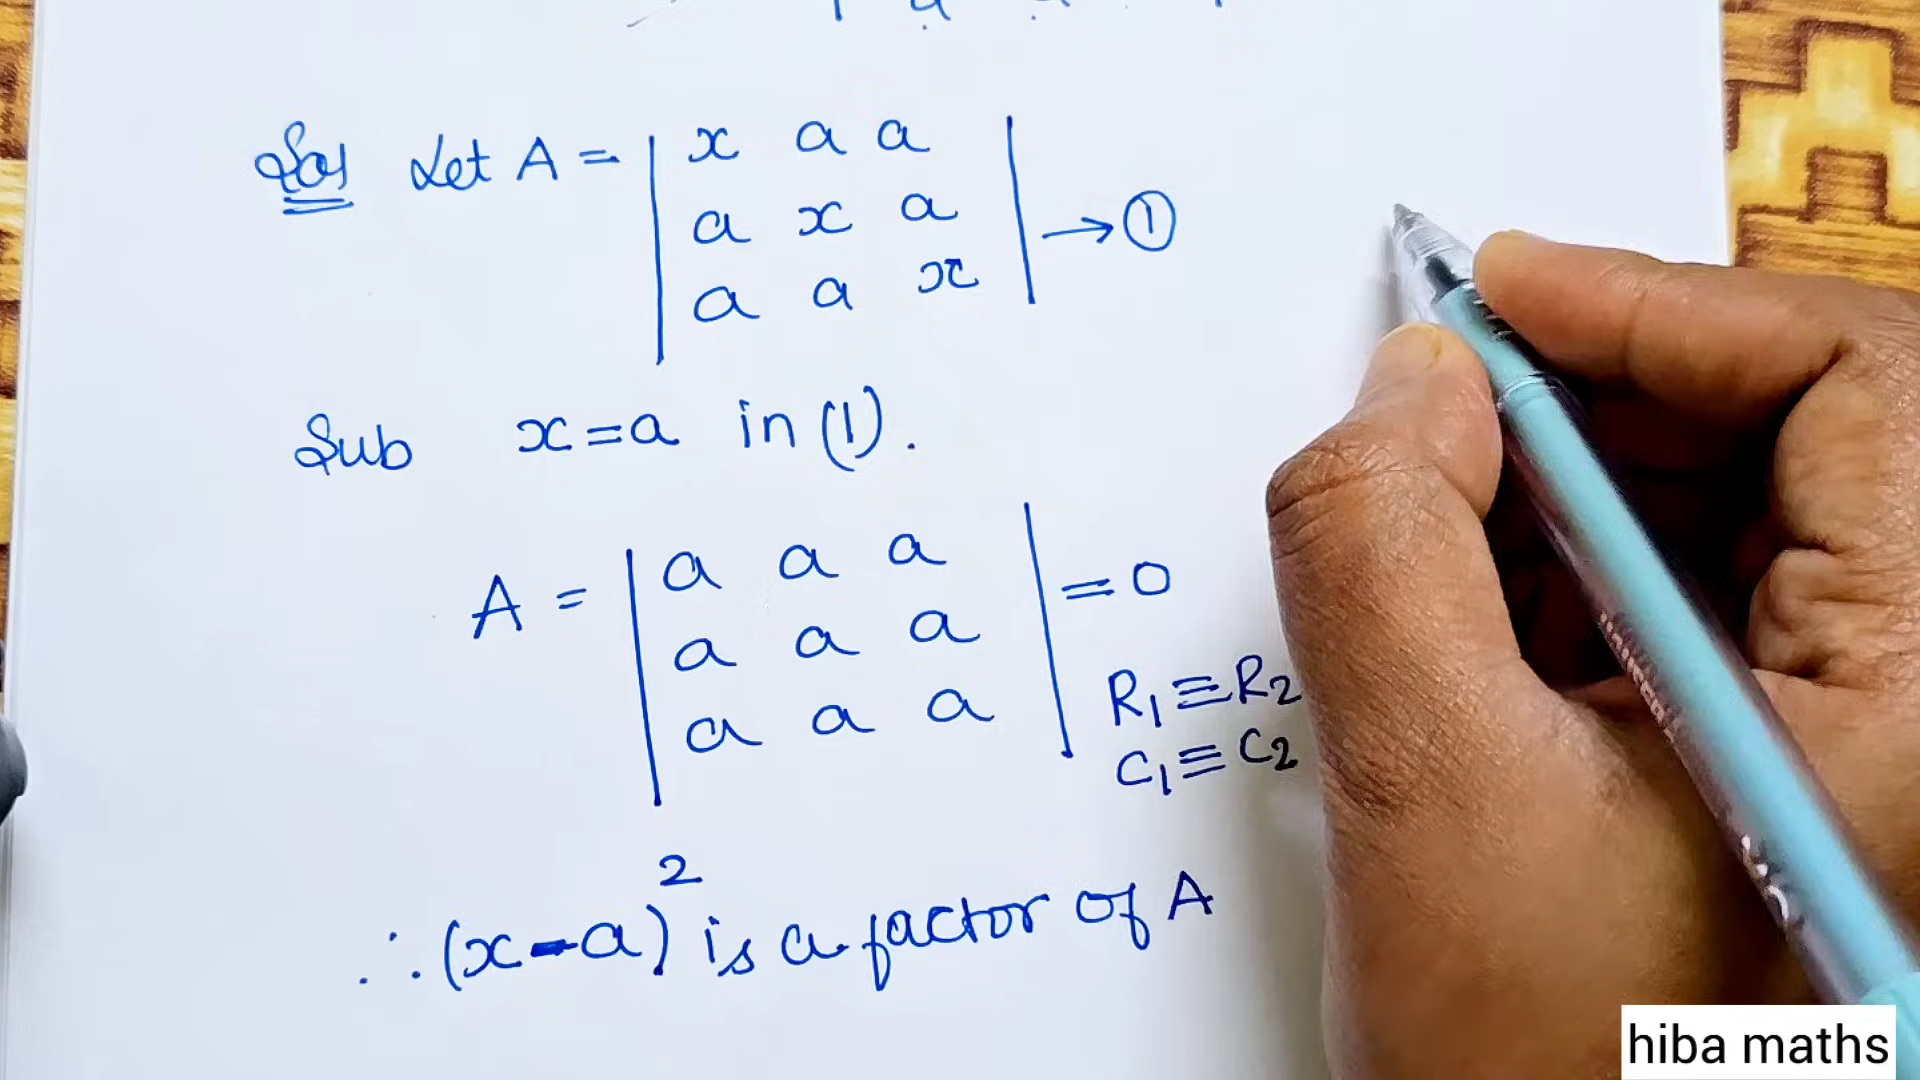 Sol Let A = | x a a |
| a x a | → ①
| a a x |
Sub x = a in (1).
A = | a a a | = 0
| a a a |
| a a a |
R₁ ≡ R₂
C₁ ≡ C₂
∴ (x - a)² is a factor of A
hiba maths